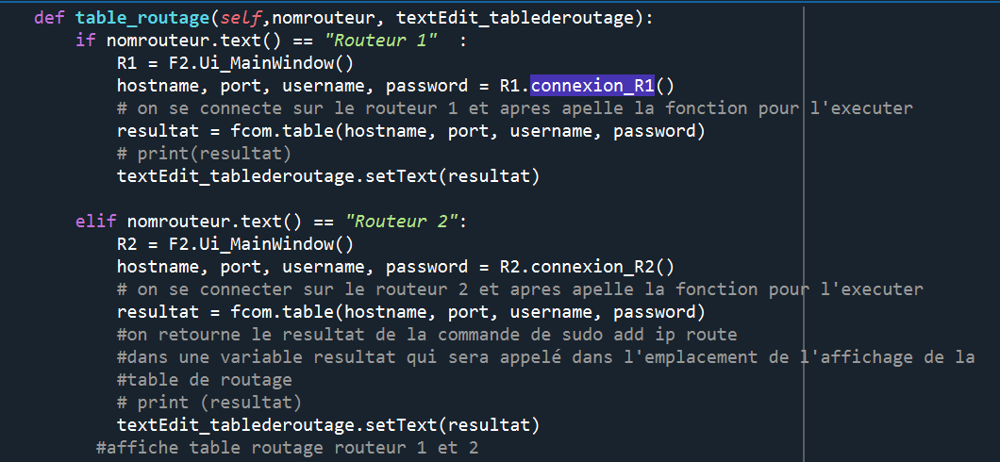 def table_routage(self,nomrouteur, textEdit_tablederoutage):
if nomrouteur.text() == "Routeur 1"  :
R1 = F2.Ui_MainWindow()
hostname, port, username, password = R1.connexion_R1()
# on se connecte sur le routeur 1 et apres apelle la fonction pour l'executer
resultat = fcom.table(hostname, port, username, password)
# print(resultat)
textEdit_tablederoutage.setText(resultat)
elif nomrouteur.text() == "Routeur 2":
R2 = F2.Ui_MainWindow()
hostname, port, username, password = R2.connexion_R2()
# on se connecter sur le routeur 2 et apres apelle la fonction pour l'executer
resultat = fcom.table(hostname, port, username, password)
#on retourne le resultat de la commande de sudo add ip route
#dans une variable resultat qui sera appelé dans l'emplacement de l'affichage de la
#table de routage
# print (resultat)
textEdit_tablederoutage.setText(resultat)
#affiche table routage routeur 1 et 2